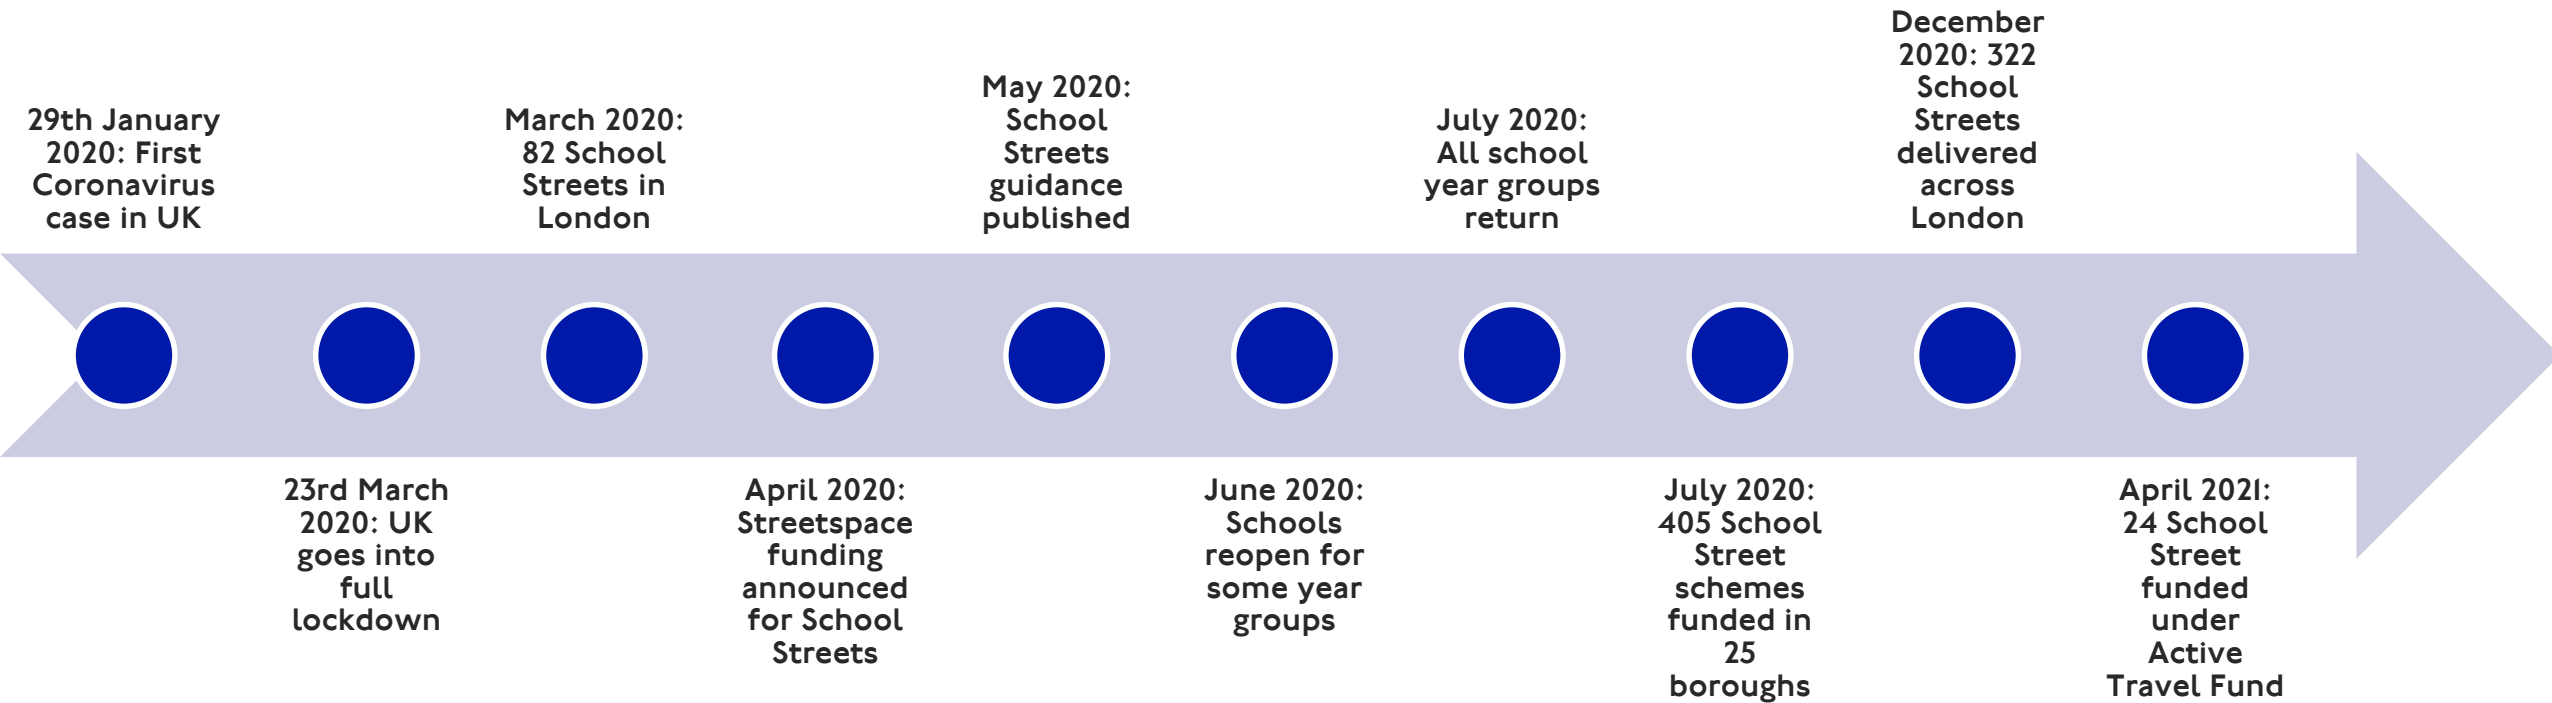 29th January
2020: First
Coronavirus
case in UK
23rd March
2020: UK
goes into
full
lockdown
March 2020:
82 School
Streets in
London
April 2020:
Streetspace
funding
announced
for School
Streets
May 2020:
School
Streets
guidance
published
June 2020:
Schools
reopen for
some year
groups
July 2020:
All school
year groups
return
July 2020:
405 School
Street
schemes
funded in
25
boroughs
December
2020: 322
School
Streets
delivered
across
London
April 2021:
24 School
Street
funded
under
Active
Travel Fund